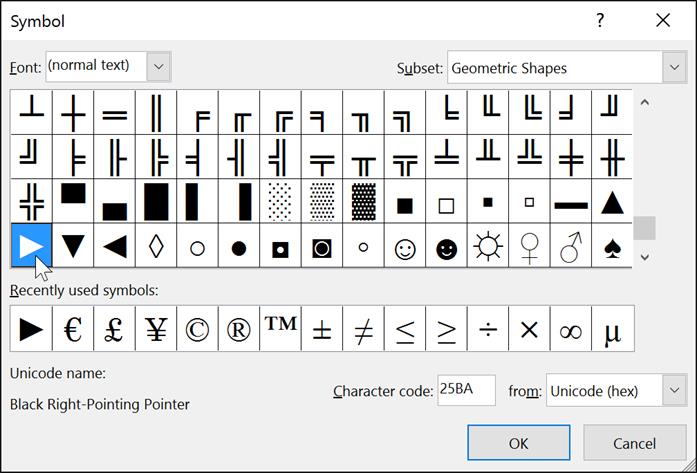 Symbol ?
Font: (normal text) Subset: Geometric Shapes
┴ ┼ ═ ║ ╒ ╓ ╔ ╕ ╖ ╗ ╘ ╙ ╚ ╛ ╜
╝ ╞ ╟ ╠ ╡ ╢ ╣ ╤ ╥ ╦ ╧ ╨ ╩ ╪ ╫
╬ ▀ ▄ █ ▌ ▐ ░ ▒ ▓ ■ □ ▪ ▫ ▬ ▲
► ▼ ◄ ◊ ○ ● ◘ ◙ ◦ ☺ ☻ ☼ ♀ ♂ ♠
Recently used symbols:
► € £ ¥ © ® ™ ± ≠ ≤ ≥ ÷ × ∞ µ
Unicode name:
Character code: 25BA from: Unicode (hex)
Black Right-Pointing Pointer
OK Cancel